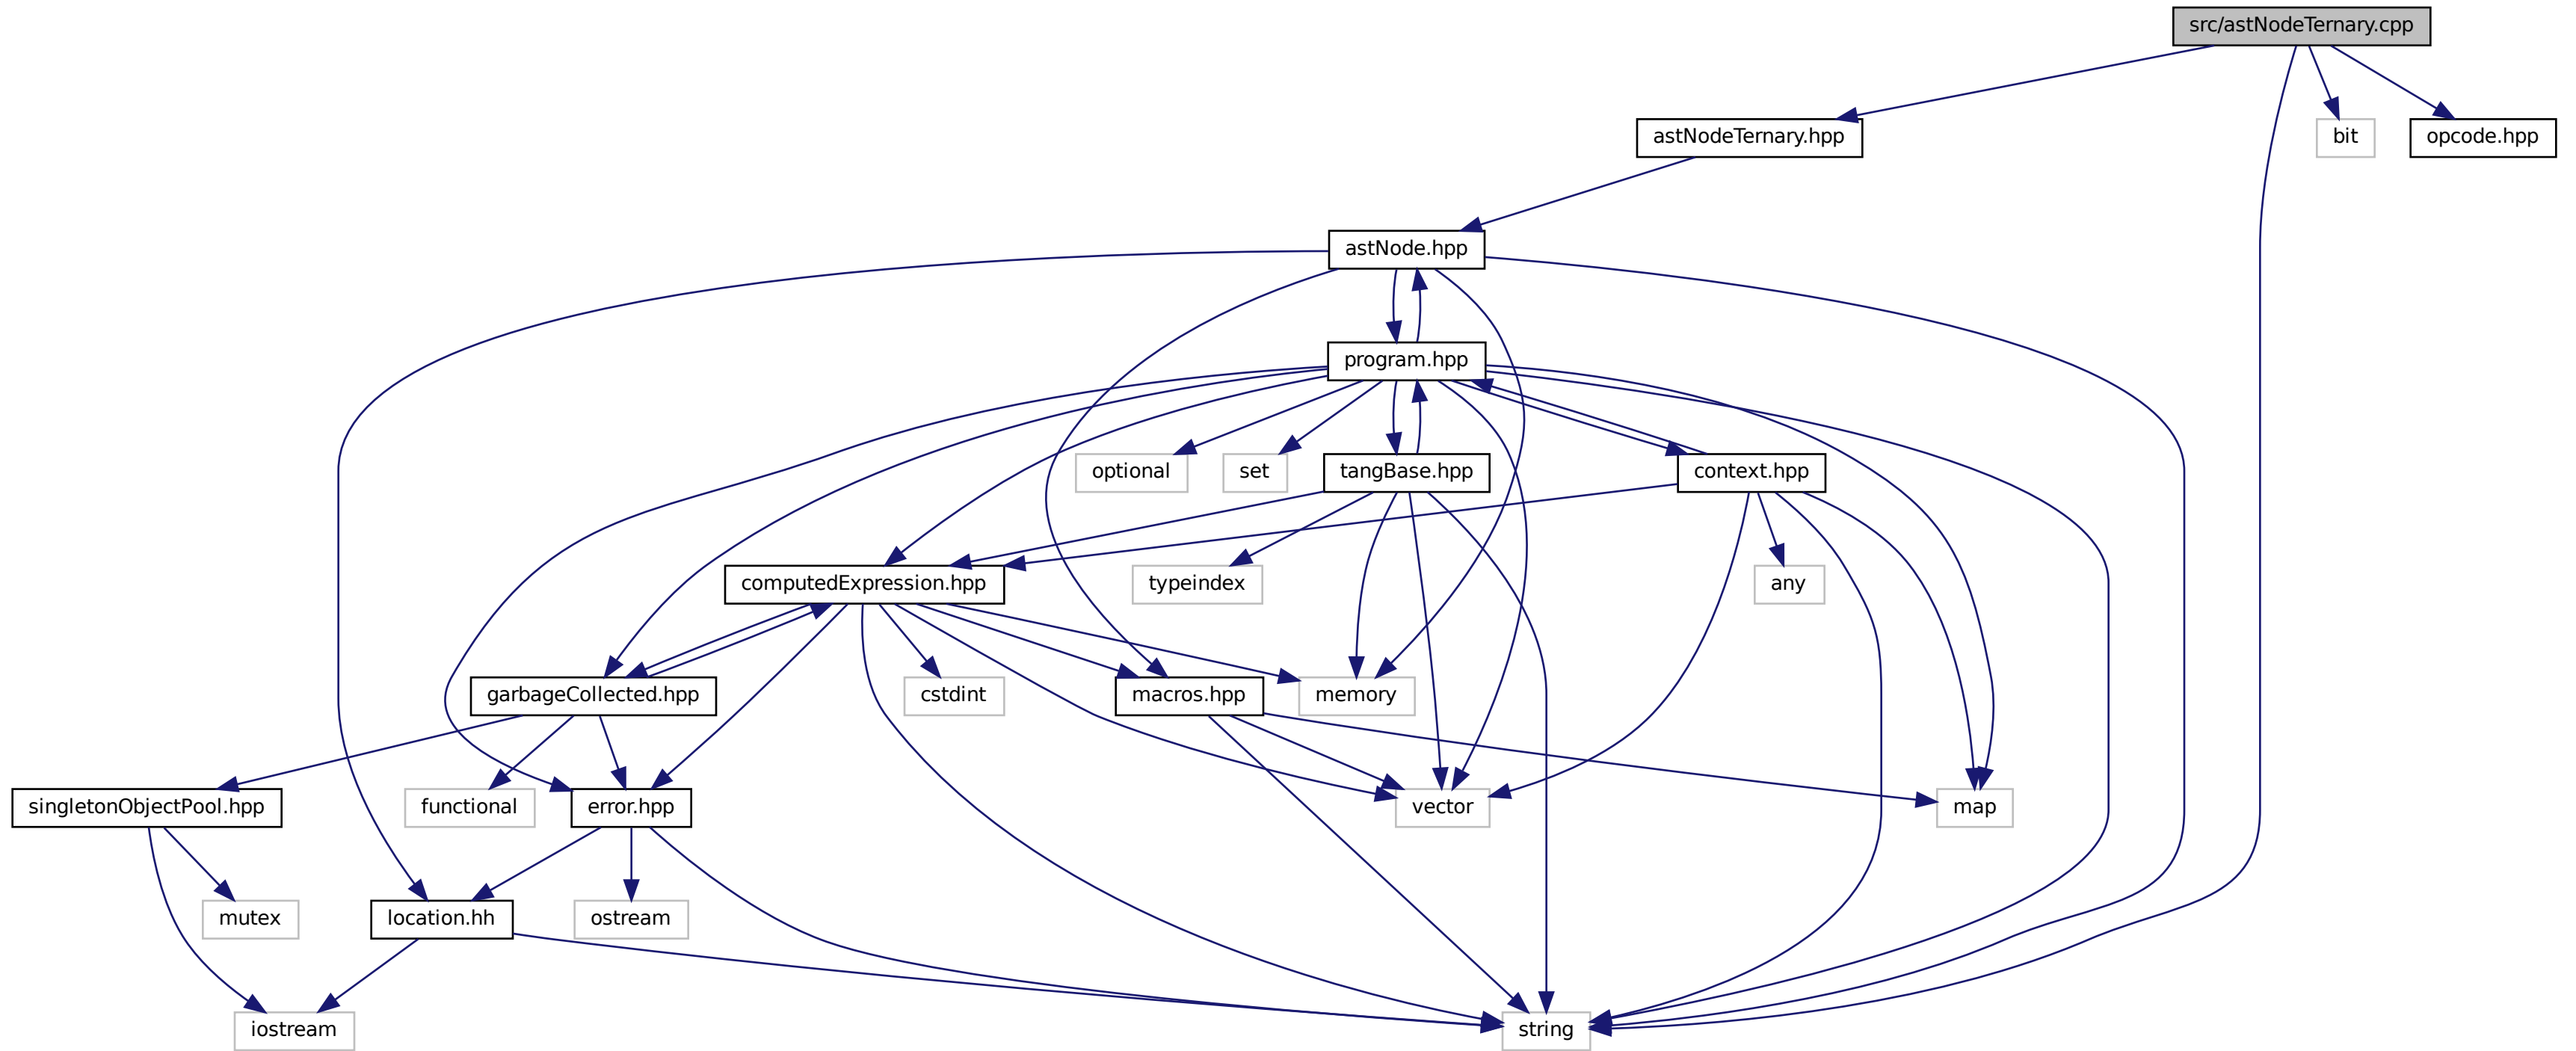 src/astNodeTernary.cpp
astNodeTernary.hpp
bit
opcode.hpp
astNode.hpp
program.hpp
optional
set
tangBase.hpp
context.hpp
computedExpression.hpp
typeindex
any
garbageCollected.hpp
cstdint
macros.hpp
memory
singletonObjectPool.hpp
functional
error.hpp
vector
map
mutex
location.hh
ostream
iostream
string